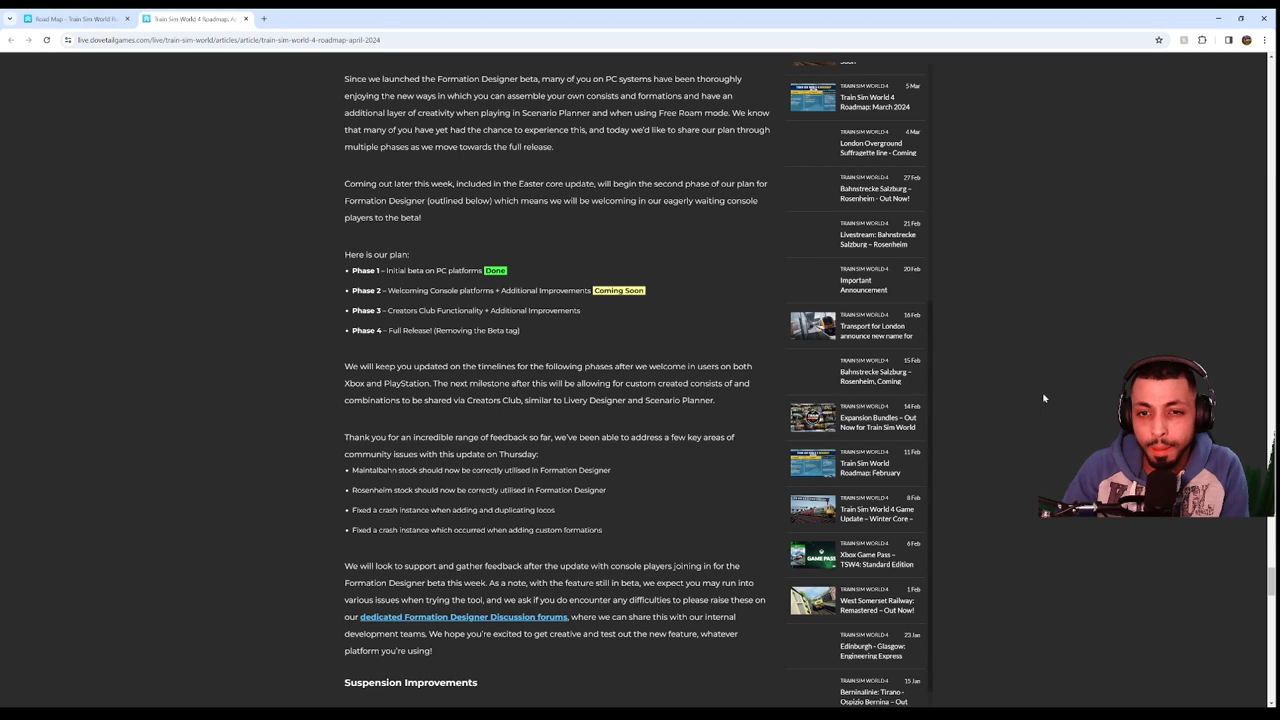 Road Map - Train Sim World R
Train Sim World 4 Roadmap: Ap
live.dovetailgames.com/live/train-sim-world/articles/article/train-sim-world-4-roadmap-april-2024
Since we launched the Formation Designer beta, many of you on PC systems have been thoroughly
enjoying the new ways in which you can assemble your own consists and formations and have an
additional layer of creativity when playing in Scenario Planner and when using Free Roam mode. We know
that many of you have yet had the chance to experience this, and today we'd like to share our plan through
multiple phases as we move towards the full release.
Coming out later this week, included in the Easter core update, will begin the second phase of our plan for
Formation Designer (outlined below) which means we will be welcoming in our eagerly waiting console
players to the beta!
Here is our plan:
• Phase 1 – Initial beta on PC platforms Done
• Phase 2 – Welcoming Console platforms + Additional Improvements Coming Soon
• Phase 3 – Creators Club Functionality + Additional Improvements
• Phase 4 – Full Release! (Removing the Beta tag)
We will keep you updated on the timelines for the following phases after we welcome in users on both
Xbox and PlayStation. The next milestone after this will be allowing for custom created consists of and
combinations to be shared via Creators Club, similar to Livery Designer and Scenario Planner.
Thank you for an incredible range of feedback so far, we've been able to address a few key areas of
community issues with this update on Thursday:
• Maintalbahn stock should now be correctly utilised in Formation Designer
• Rosenheim stock should now be correctly utilised in Formation Designer
• Fixed a crash instance when adding and duplicating locos
• Fixed a crash instance which occurred when adding custom formations
We will look to support and gather feedback after the update with console players joining in for the
Formation Designer beta this week. As a note, with the feature still in beta, we expect you may run into
various issues when trying the tool, and we ask if you do encounter any difficulties to please raise these on
our dedicated Formation Designer Discussion forums, where we can share this with our internal
development teams. We hope you're excited to get creative and test out the new feature, whatever
platform you're using!
Suspension Improvements
Soon
TRAIN SIM WORLD 4 5 Mar
Train Sim World 4
Roadmap: March 2024
TRAIN SIM WORLD 4 4 Mar
London Overground
Suffragette line - Coming
TRAIN SIM WORLD 4 27 Feb
Bahnstrecke Salzburg –
Rosenheim - Out Now!
TRAIN SIM WORLD 4 21 Feb
Livestream: Bahnstrecke
Salzburg – Rosenheim
TRAIN SIM WORLD 4 20 Feb
Important
Announcement
TRAIN SIM WORLD 4 16 Feb
Transport for London
announce new name for
TRAIN SIM WORLD 4 15 Feb
Bahnstrecke Salzburg –
Rosenheim, Coming
TRAIN SIM WORLD 4 14 Feb
Expansion Bundles – Out
Now for Train Sim World
TRAIN SIM WORLD 4 11 Feb
Train Sim World
Roadmap: February
TRAIN SIM WORLD 4 8 Feb
Train Sim World 4 Game
Update – Winter Core –
TRAIN SIM WORLD 4 6 Feb
GAME PASS
Xbox Game Pass –
TSW4: Standard Edition
TRAIN SIM WORLD 4 1 Feb
West Somerset Railway:
Remastered – Out Now!
TRAIN SIM WORLD 4 23 Jan
Edinburgh - Glasgow:
Engineering Express
TRAIN SIM WORLD 4 15 Jan
Berninalinie: Tirano -
Ospizio Bernina – Out